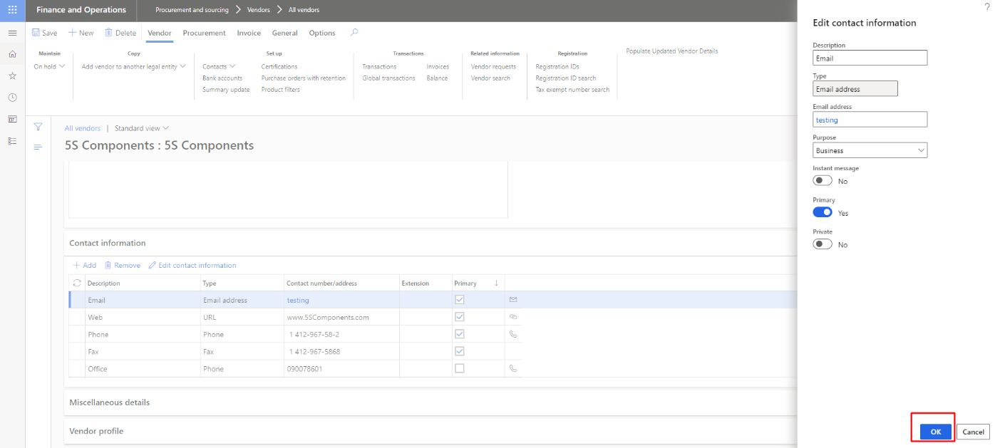 Finance and Operations
Procurement and sourcing Vendors All vendors
?
Save New Delete Vendor Procurement Invoice General Options
Maintain
On hold
Copy
Add vendor to another legal entity
Set up
Contacts
Bank accounts
Summary update
Certifications
Purchase orders with retention
Product filters
Transactions
Transactions
Global transactions
Invoices
Balance
Related information
Vendor requests
Vendor search
Registration
Registration IDs
Registration ID search
Tax exempt number search
Populate Updated Vendor Details
All vendors | Standard view
5S Components : 5S Components
Contact information
Add Remove Edit contact information
Description Type Contact number/address Extension Primary
Email Email address testing
Web URL www.5SComponents.com
Phone Phone 1 412-967-58-2
Fax Fax 1 412-967-5868
Office Phone 090078601
Miscellaneous details
Vendor profile
Edit contact information
Description
Email
Type
Email address
Email address
testing
Purpose
Business
Instant message
No
Primary
Yes
Private
No
OK Cancel